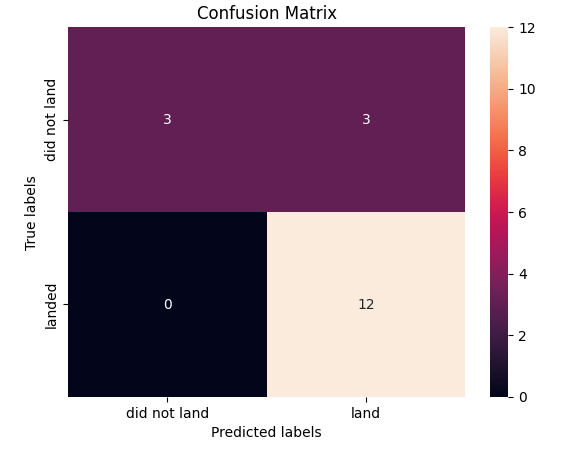 Confusion Matrix
did not land
landed
True labels
3
3
0
12
did not land
land
Predicted labels
12
10
8
6
4
2
0